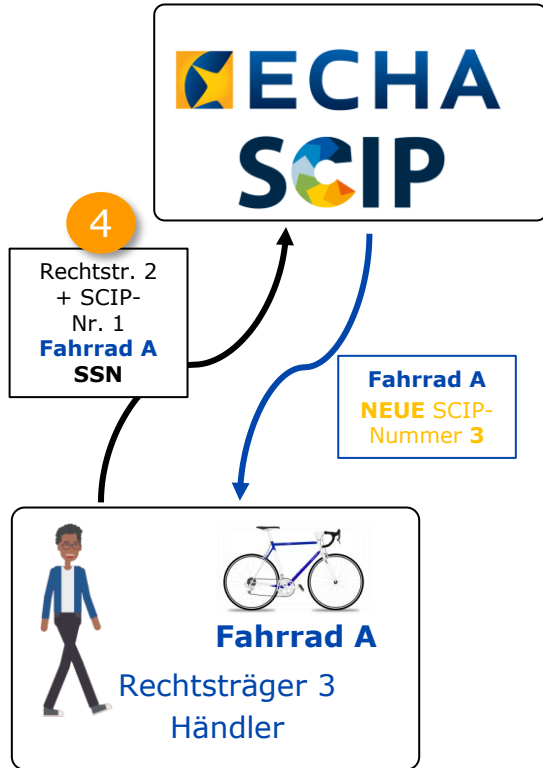 ECHA
SCIP
4
Rechtstr. 2
+ SCIP-
Nr. 1
Fahrrad A
SSN
Fahrrad A
NEUE SCIP-
Nummer 3
Fahrrad A
Rechtsträger 3
Händler